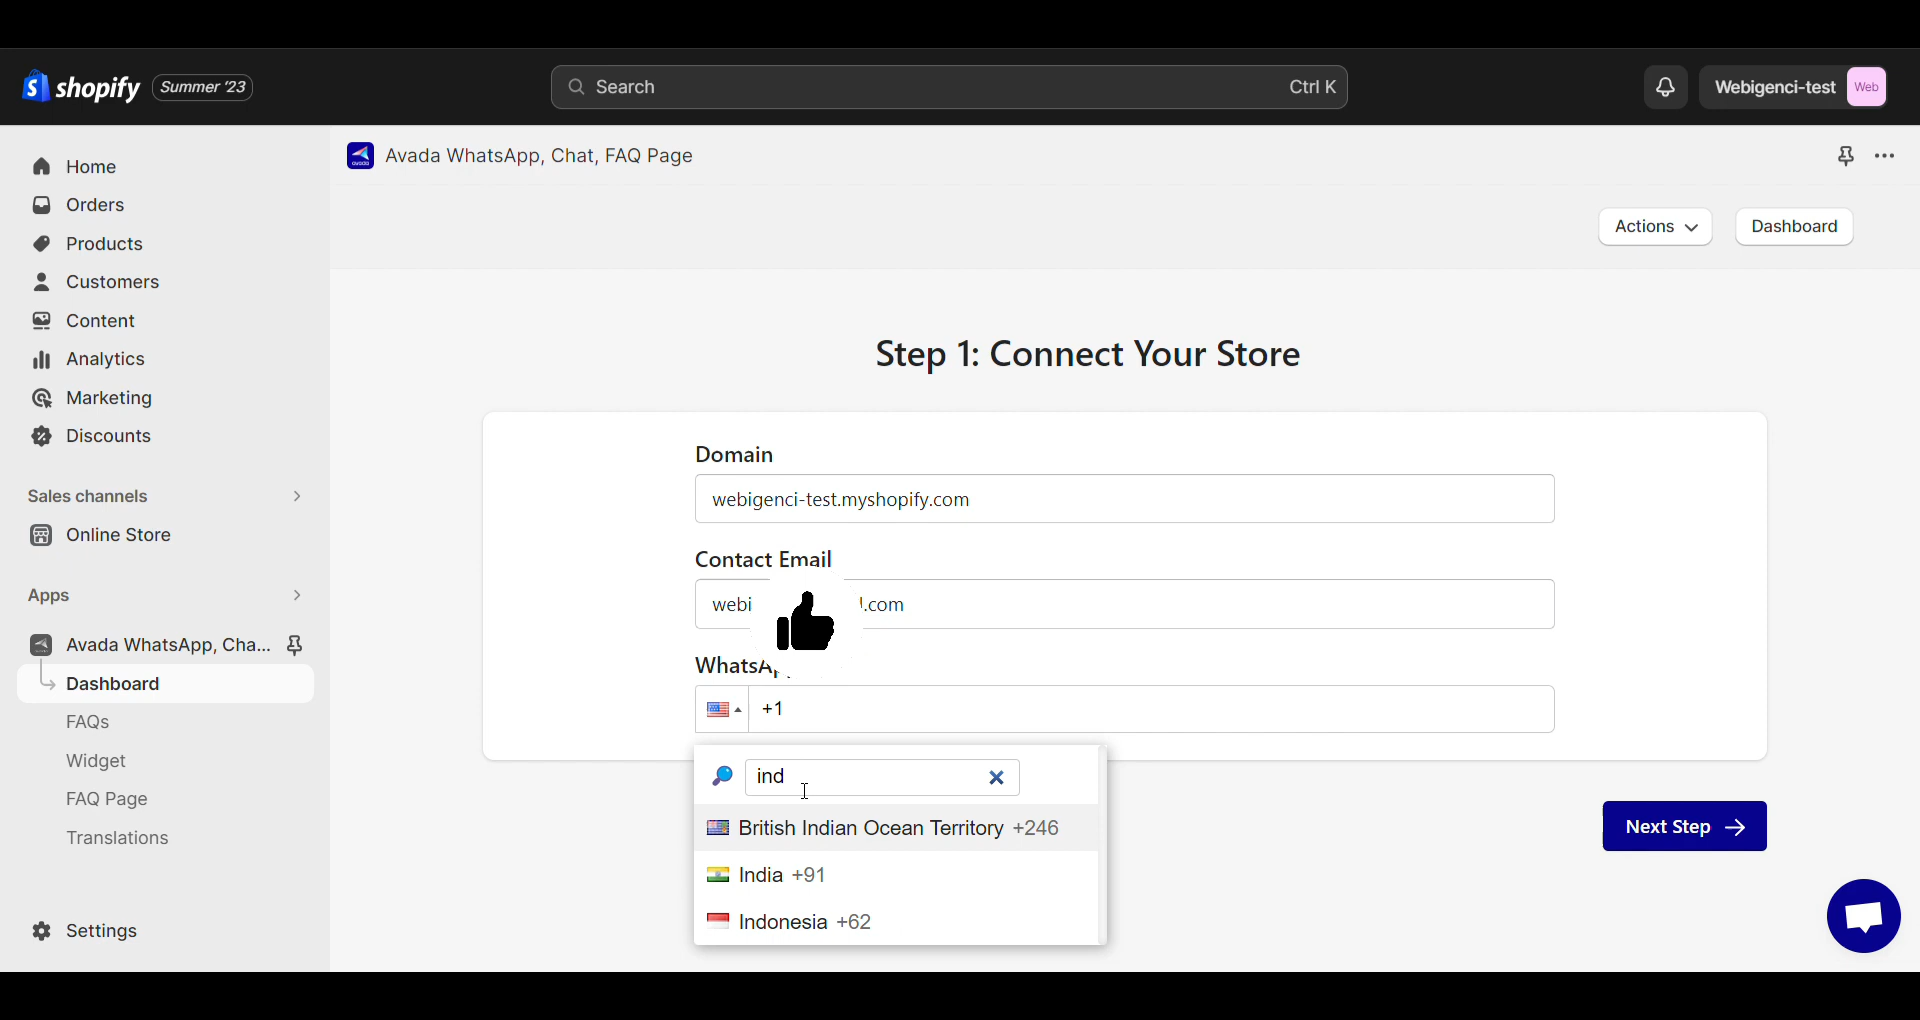 shopify Summer '23
Search Ctrl K
Webigenci-test Web
Home
Orders
Products
Customers
Content
Analytics
Marketing
Discounts
Sales channels
Online Store
Apps
Avada WhatsApp, Cha...
Dashboard
FAQs
Widget
FAQ Page
Translations
Settings
Avada WhatsApp, Chat, FAQ Page
Actions Dashboard
Step 1: Connect Your Store
Domain
webigenci-test.myshopify.com
Contact Email
.com
+1
ind
British Indian Ocean Territory +246
India +91
Indonesia +62
Next Step